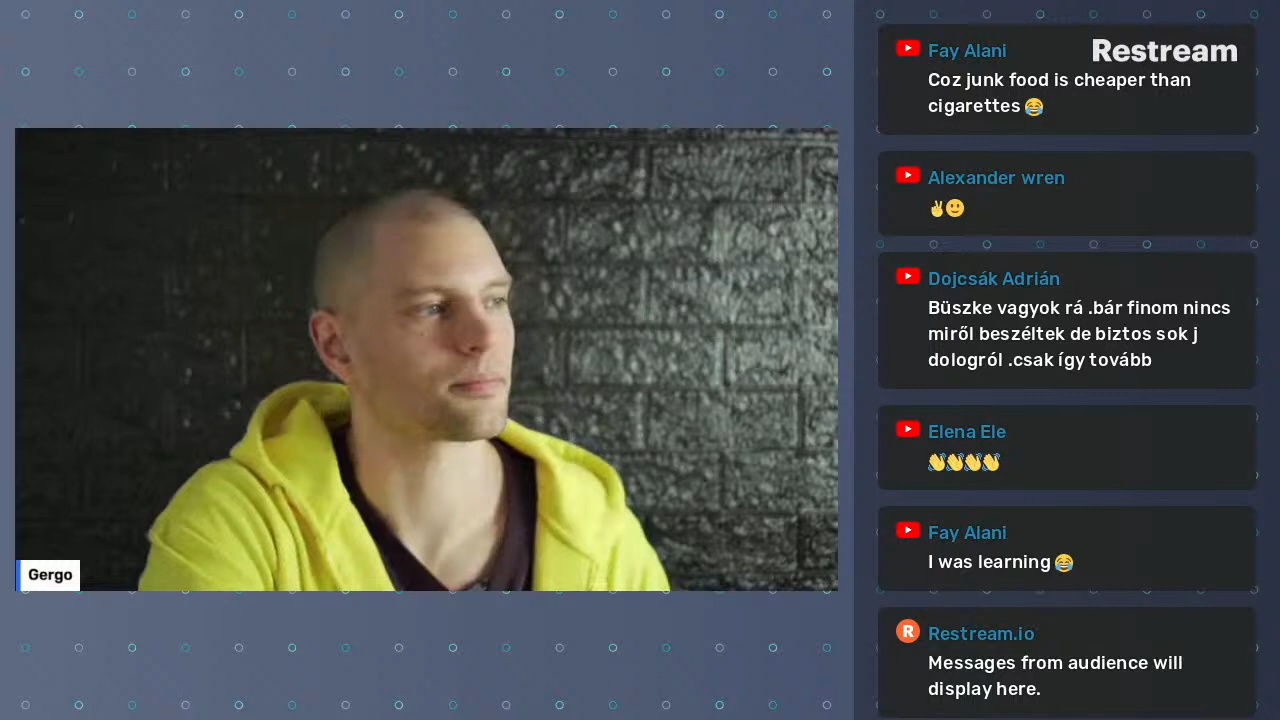 Restream
Fay Alani
Coz junk food is cheaper than
cigarettes 😂
Alexander wren
✌🙂
Dojcsák Adrián
Büszke vagyok rá .bár finom nincs
miről beszéltek de biztos sok j
dologról .csak így tovább
Elena Ele
👋👋👋👋
Fay Alani
I was learning 😂
R
Restream.io
Messages from audience will
display here.
Gergo